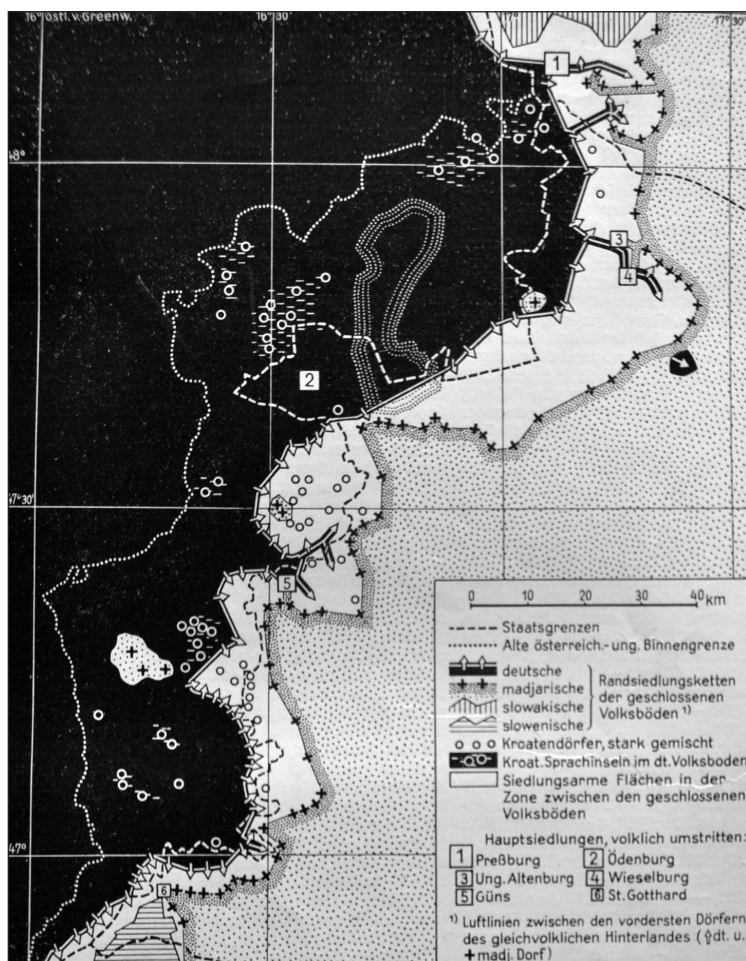 16° östl. v. Greenw.
16° 30'
17°
17° 30'
1
48°
3
4
2
47° 30'
5
6
47°
0 20 40 km
Staatsgrenzen
Alte österreich.-ung. Binnengrenze
deutsche
madjarische
slowakische
slowenische
Randsiedlungsketten
der geschlossenen
Volksböden ¹⁾
Kroatendörfer, stark gemischt
Kroat. Sprachinseln im dt. Volksboden
Siedlungsarme Flächen in der
Zone zwischen den geschlossenen
Volksböden
Hauptsiedlungen, volklich umstritten:
1 Preßburg 2 Ödenburg
3 Ung. Altenburg 4 Wieselburg
5 Güns 6 St. Gotthard
¹⁾ Luftlinien zwischen den vordersten Dörfern
des gleichvolklichen Hinterlandes (⇧dt. u.
+ madj. Dorf)